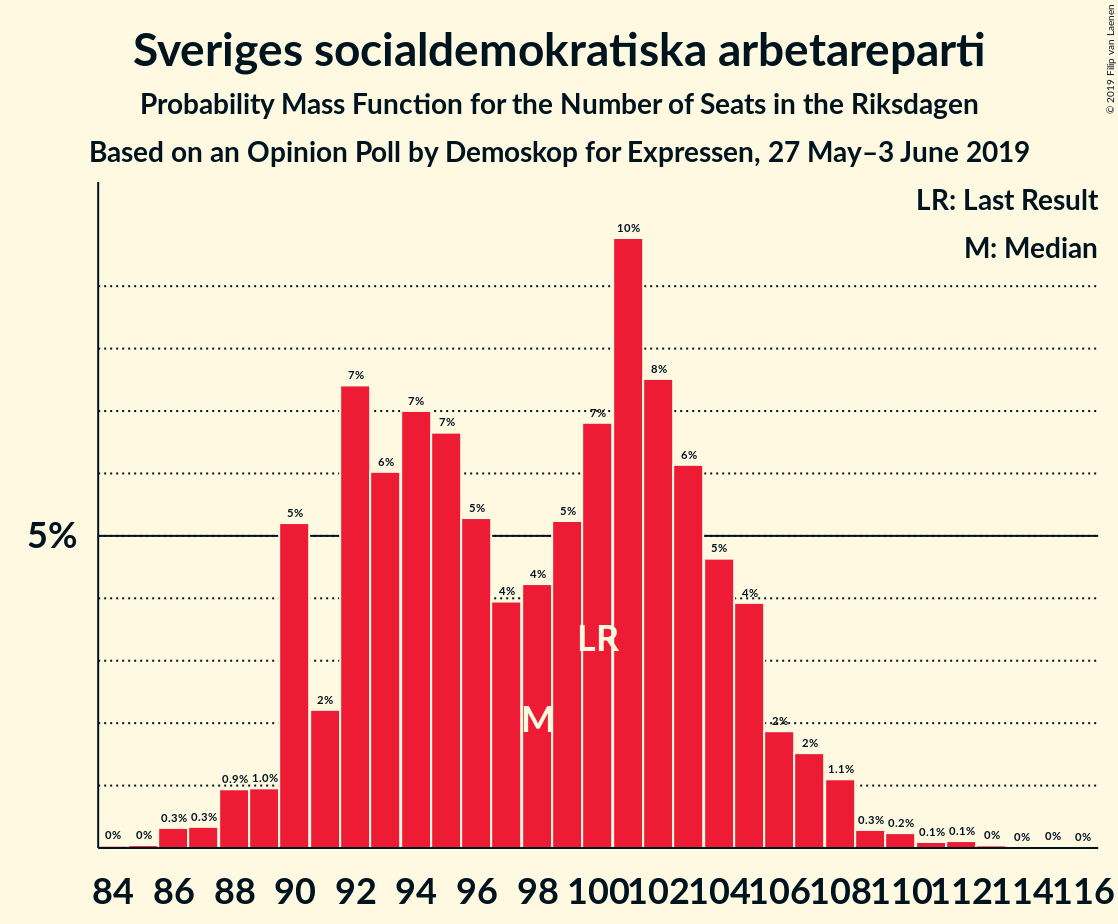 Sveriges socialdemokratiska arbetareparti
Probability Mass Function for the Number of Seats in the Riksdagen
Based on an Opinion Poll by Demoskop for Expressen, 27 May–3 June 2019
© 2019 Filip van Laenen
LR: Last Result
M: Median
5%
0% 0% 0.3% 0.3% 0.9% 1.0% 5% 2% 7% 6% 7% 7% 5% 4% 4% 5% 7% 10% 8% 6% 5% 4% 2% 2% 1.1% 0.3% 0.2% 0.1% 0.1% 0% 0% 0% 0%
LR
M
84 86 88 90 92 94 96 98 100 102 104 106 108 110 112 114 116